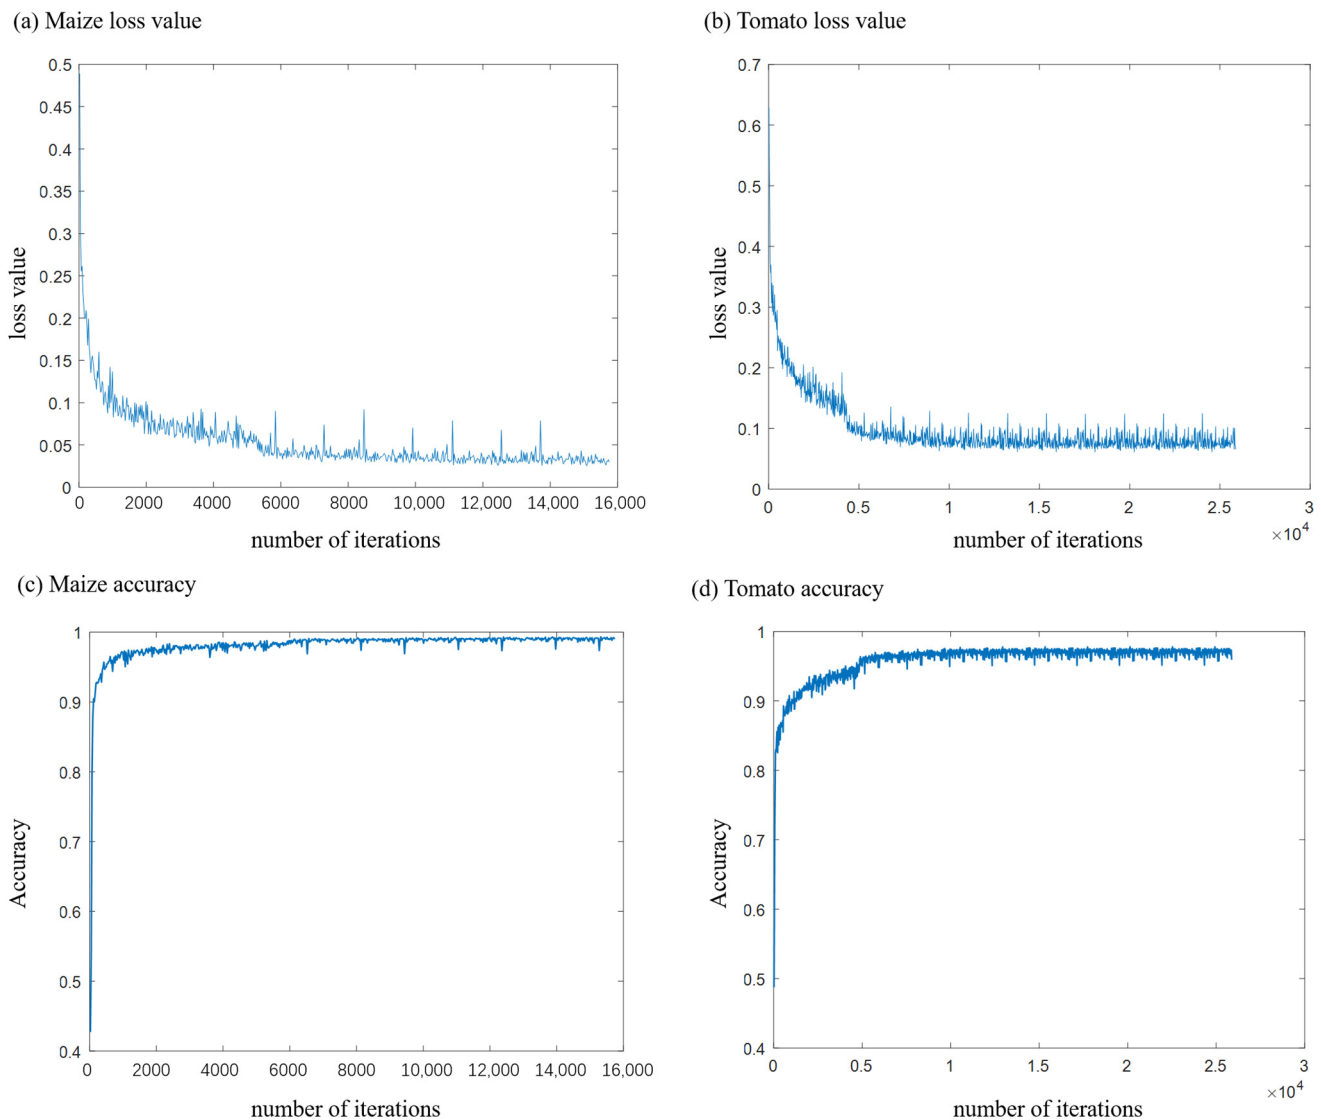 (a) Maize loss value
(b) Tomato loss value
0.5
0.45
0.4
0.35
0.3
0.25
0.2
0.15
0.1
0.05
0
loss value
0 2000 4000 6000 8000 10,000 12,000 14,000 16,000
number of iterations
0.7
0.6
0.5
0.4
0.3
0.2
0.1
0
loss value
0 0.5 1 1.5 2 2.5 3
×10⁴
number of iterations
(c) Maize accuracy
(d) Tomato accuracy
1
0.9
0.8
0.7
0.6
0.5
0.4
Accuracy
0 2000 4000 6000 8000 10,000 12,000 14,000 16,000
number of iterations
1
0.9
0.8
0.7
0.6
0.5
0.4
Accuracy
0 0.5 1 1.5 2 2.5 3
×10⁴
number of iterations